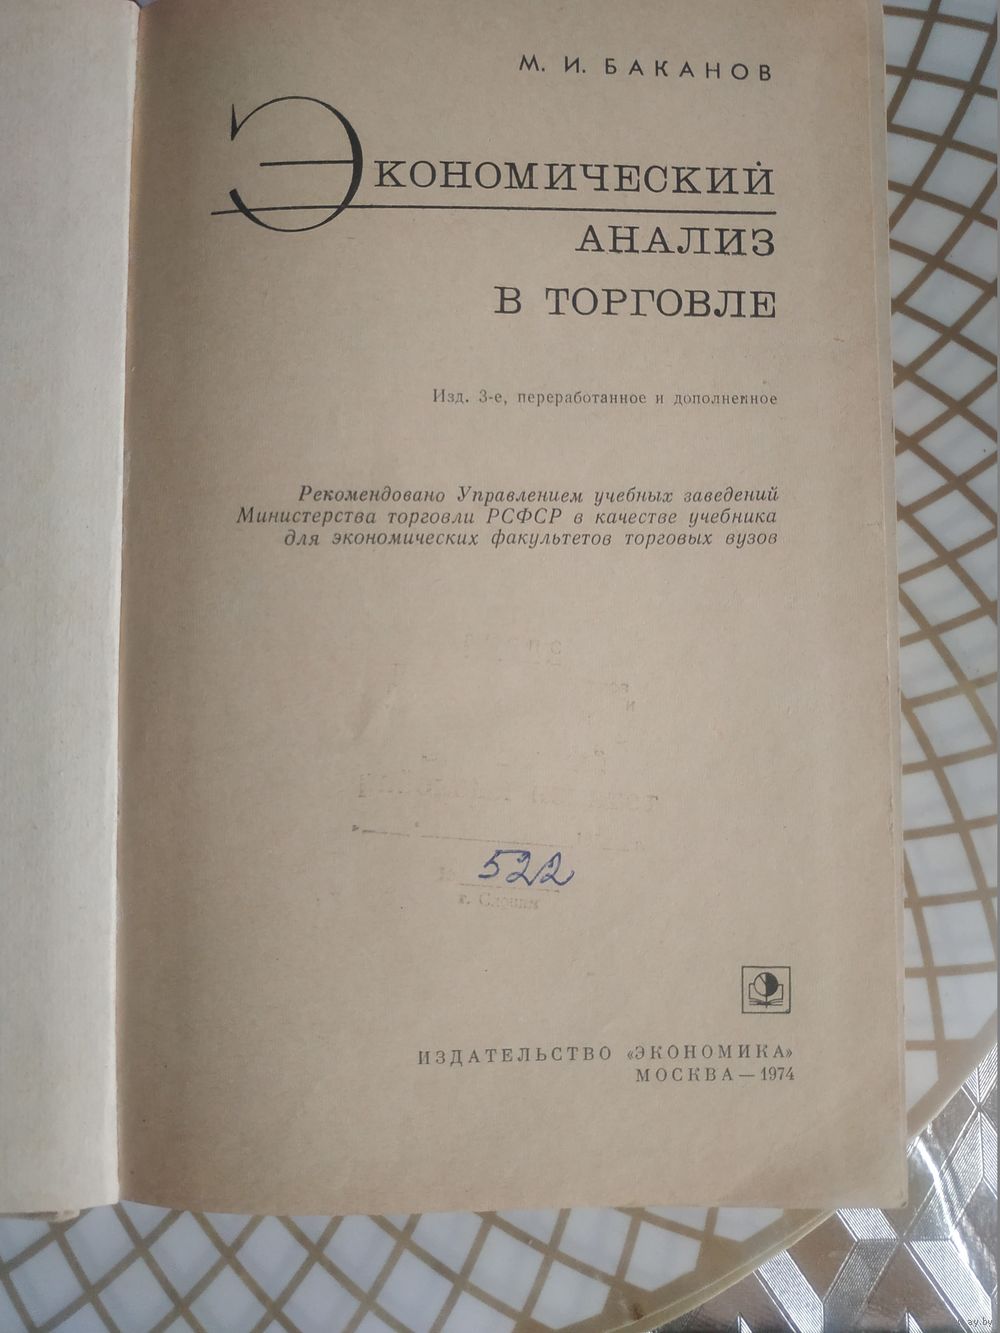 М. И. БАКАНОВ
ЭКОНОМИЧЕСКИЙ
АНАЛИЗ
В ТОРГОВЛЕ
Изд. 3-е, переработанное и дополненное
Рекомендовано Управлением учебных заведений
Министерства торговли РСФСР в качестве учебника
для экономических факультетов торговых вузов
522
г. Слоним
ИЗДАТЕЛЬСТВО «ЭКОНОМИКА»
МОСКВА — 1974